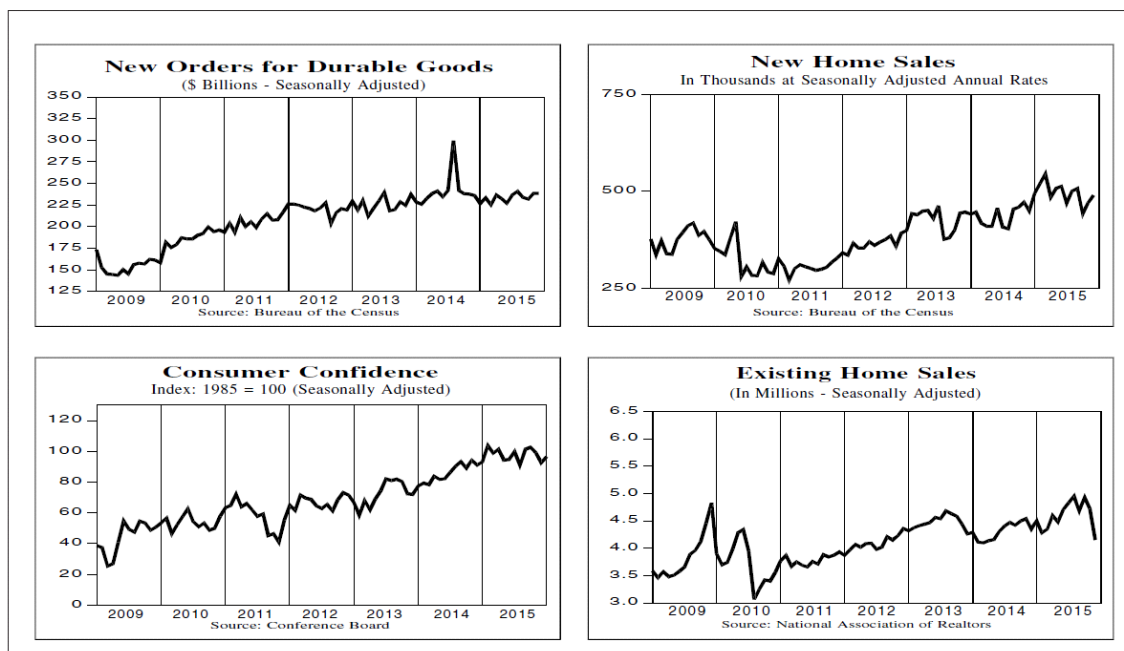 New Orders for Durable Goods
($ Billions - Seasonally Adjusted)
350
325
300
275
250
225
200
175
150
125
2009 2010 2011 2012 2013 2014 2015
Source: Bureau of the Census
New Home Sales
In Thousands at Seasonally Adjusted Annual Rates
750
500
250
2009 2010 2011 2012 2013 2014 2015
Source: Bureau of the Census
Consumer Confidence
Index: 1985 = 100 (Seasonally Adjusted)
120
100
80
60
40
20
0
2009 2010 2011 2012 2013 2014 2015
Source: Conference Board
Existing Home Sales
(In Millions - Seasonally Adjusted)
6.5
6.0
5.5
5.0
4.5
4.0
3.5
3.0
2009 2010 2011 2012 2013 2014 2015
Source: National Association of Realtors